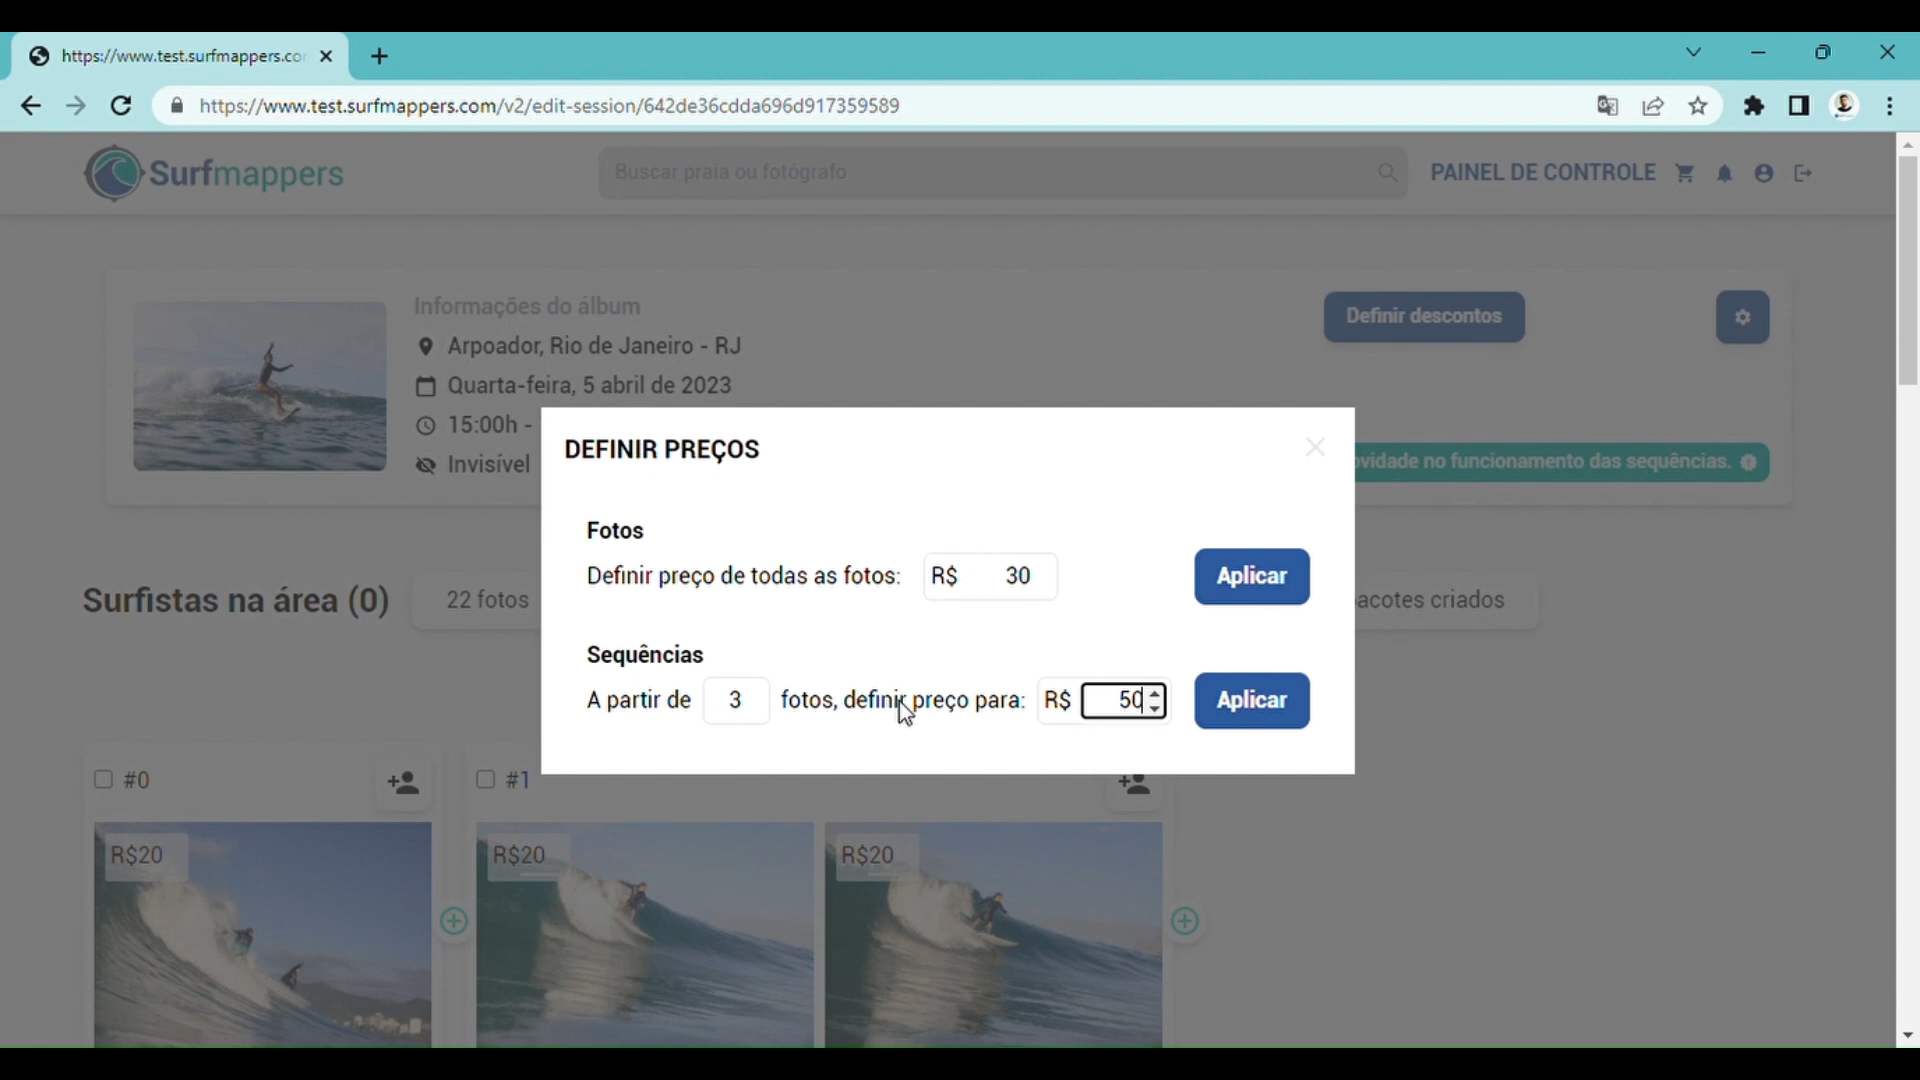 https://www.test.surfmappers.co
https://www.test.surfmappers.com/v2/edit-session/642de36cdda696d917359589
Surfmappers
Buscar praia ou fotógrafo
PAINEL DE CONTROLE
Informações do álbum
Arpoador, Rio de Janeiro - RJ
Quarta-feira, 5 abril de 2023
15:00h -
Invisível
Definir descontos
ovidade no funcionamento das sequências.
DEFINIR PREÇOS
Fotos
Definir preço de todas as fotos: R$ 30 Aplicar
Sequências
A partir de 3 fotos, definir preço para: R$ 50 Aplicar
Surfistas na área (0)
22 fotos
acotes criados
#0
#1
R$20
R$20
R$20